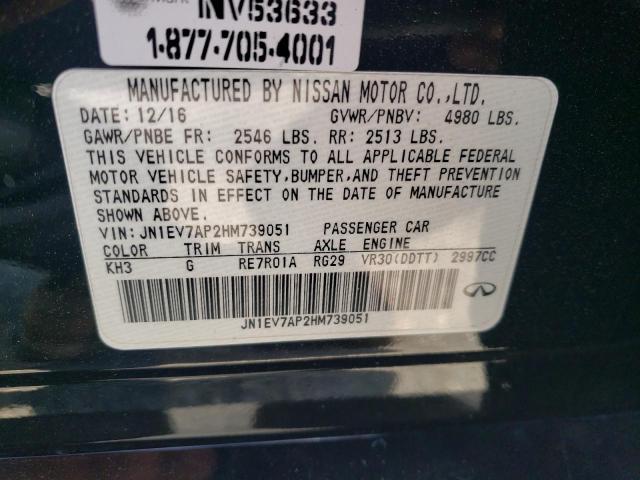 NV53633
1-877-705-4001
MANUFACTURED BY NISSAN MOTOR CO.,LTD.
DATE: 12/16 GVWR/PNBV: 4980 LBS.
GAWR/PNBE FR: 2546 LBS. RR: 2513 LBS.
THIS VEHICLE CONFORMS TO ALL APPLICABLE FEDERAL
MOTOR VEHICLE SAFETY,BUMPER,AND THEFT PREVENTION
STANDARDS IN EFFECT ON THE DATE OF MANUFACTURE
SHOWN ABOVE.
VIN: JN1EV7AP2HM739051 PASSENGER CAR
COLOR TRIM TRANS AXLE ENGINE
KH3 G RE7R01A RG29 VR30(DDTT) 2997CC
JN1EV7AP2HM739051